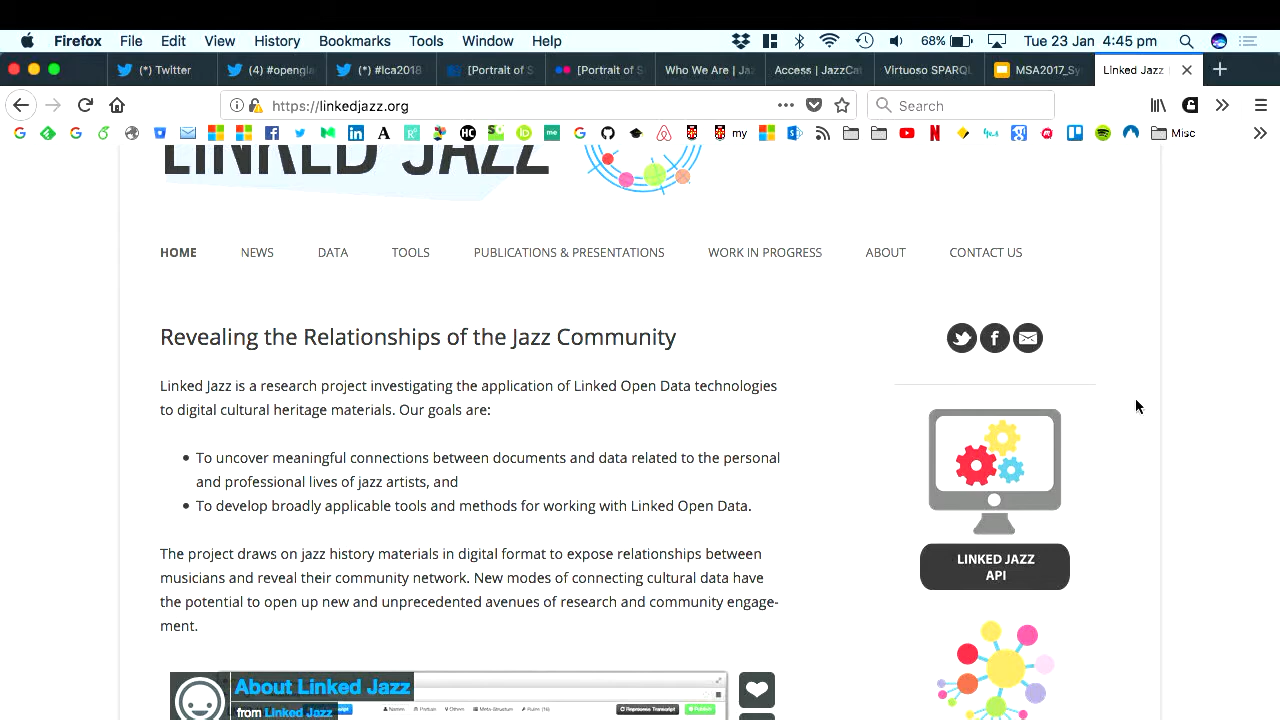 Firefox File Edit View History Bookmarks Tools Window Help 68% Tue 23 Jan 4:45 pm
(*) Twitter (4) #opengla (*) #lca2018 [Portrait of S [Portrait of S Who We Are | Jaz Access | JazzCat Virtuoso SPARQL MSA2017_Sy Linked Jazz
https://linkedjazz.org Search
my Misc
LINKED JAZZ
HOME NEWS DATA TOOLS PUBLICATIONS & PRESENTATIONS WORK IN PROGRESS ABOUT CONTACT US
Revealing the Relationships of the Jazz Community
Linked Jazz is a research project investigating the application of Linked Open Data technologies
to digital cultural heritage materials. Our goals are:
• To uncover meaningful connections between documents and data related to the personal
and professional lives of jazz artists, and
• To develop broadly applicable tools and methods for working with Linked Open Data.
The project draws on jazz history materials in digital format to expose relationships between
musicians and reveal their community network. New modes of connecting cultural data have
the potential to open up new and unprecedented avenues of research and community engage-
ment.
LINKED JAZZ
API
About Linked Jazz
from Linked Jazz